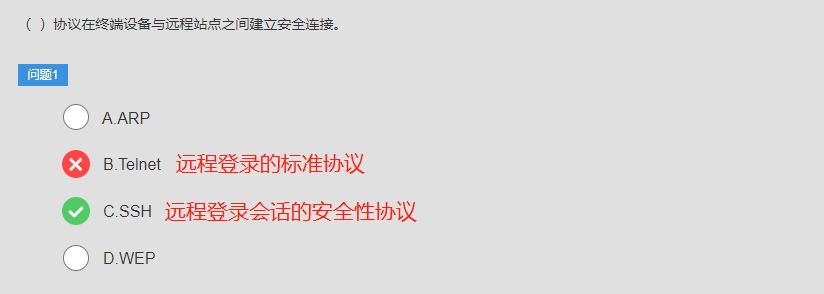 （ ）协议在终端设备与远程站点之间建立安全连接。
问题1
A.ARP
B.Telnet 远程登录的标准协议
C.SSH 远程登录会话的安全性协议
D.WEP